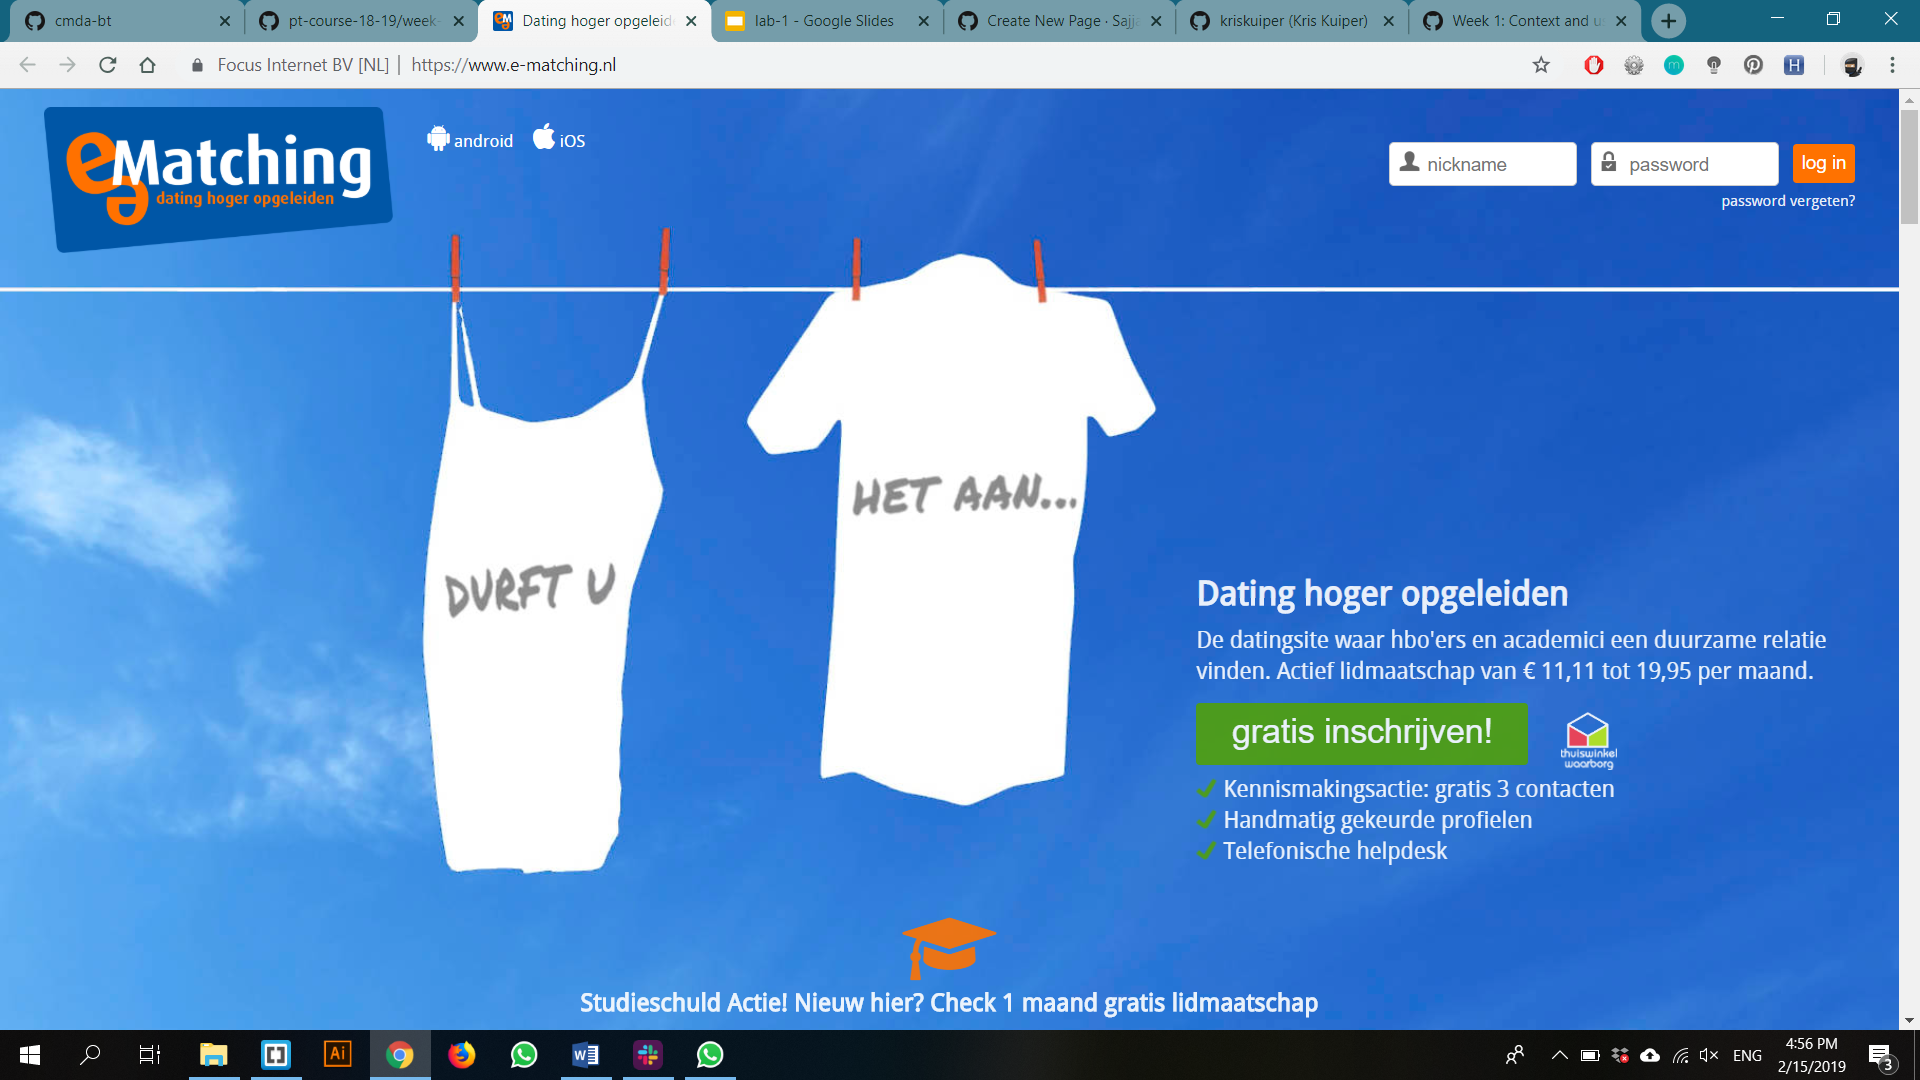 cmda-bt
pt-course-18-19/week-
Dating hoger opgeleid
lab-1 - Google Slides
Create New Page · Sajj
kriskuiper (Kris Kuiper)
Week 1: Context and u
Focus Internet BV [NL] | https://www.e-matching.nl
e-Matching
dating hoger opgeleiden
android
iOS
nickname
password
log in
password vergeten?
DURFT U
HET AAN...
Dating hoger opgeleiden
De datingsite waar hbo'ers en academici een duurzame relatie
vinden. Actief lidmaatschap van € 11,11 tot 19,95 per maand.
gratis inschrijven!
thuiswinkel
waarborg
Kennismakingsactie: gratis 3 contacten
Handmatig gekeurde profielen
Telefonische helpdesk
Studieschuld Actie! Nieuw hier? Check 1 maand gratis lidmaatschap
Ai
ENG
4:56 PM
2/15/2019
3